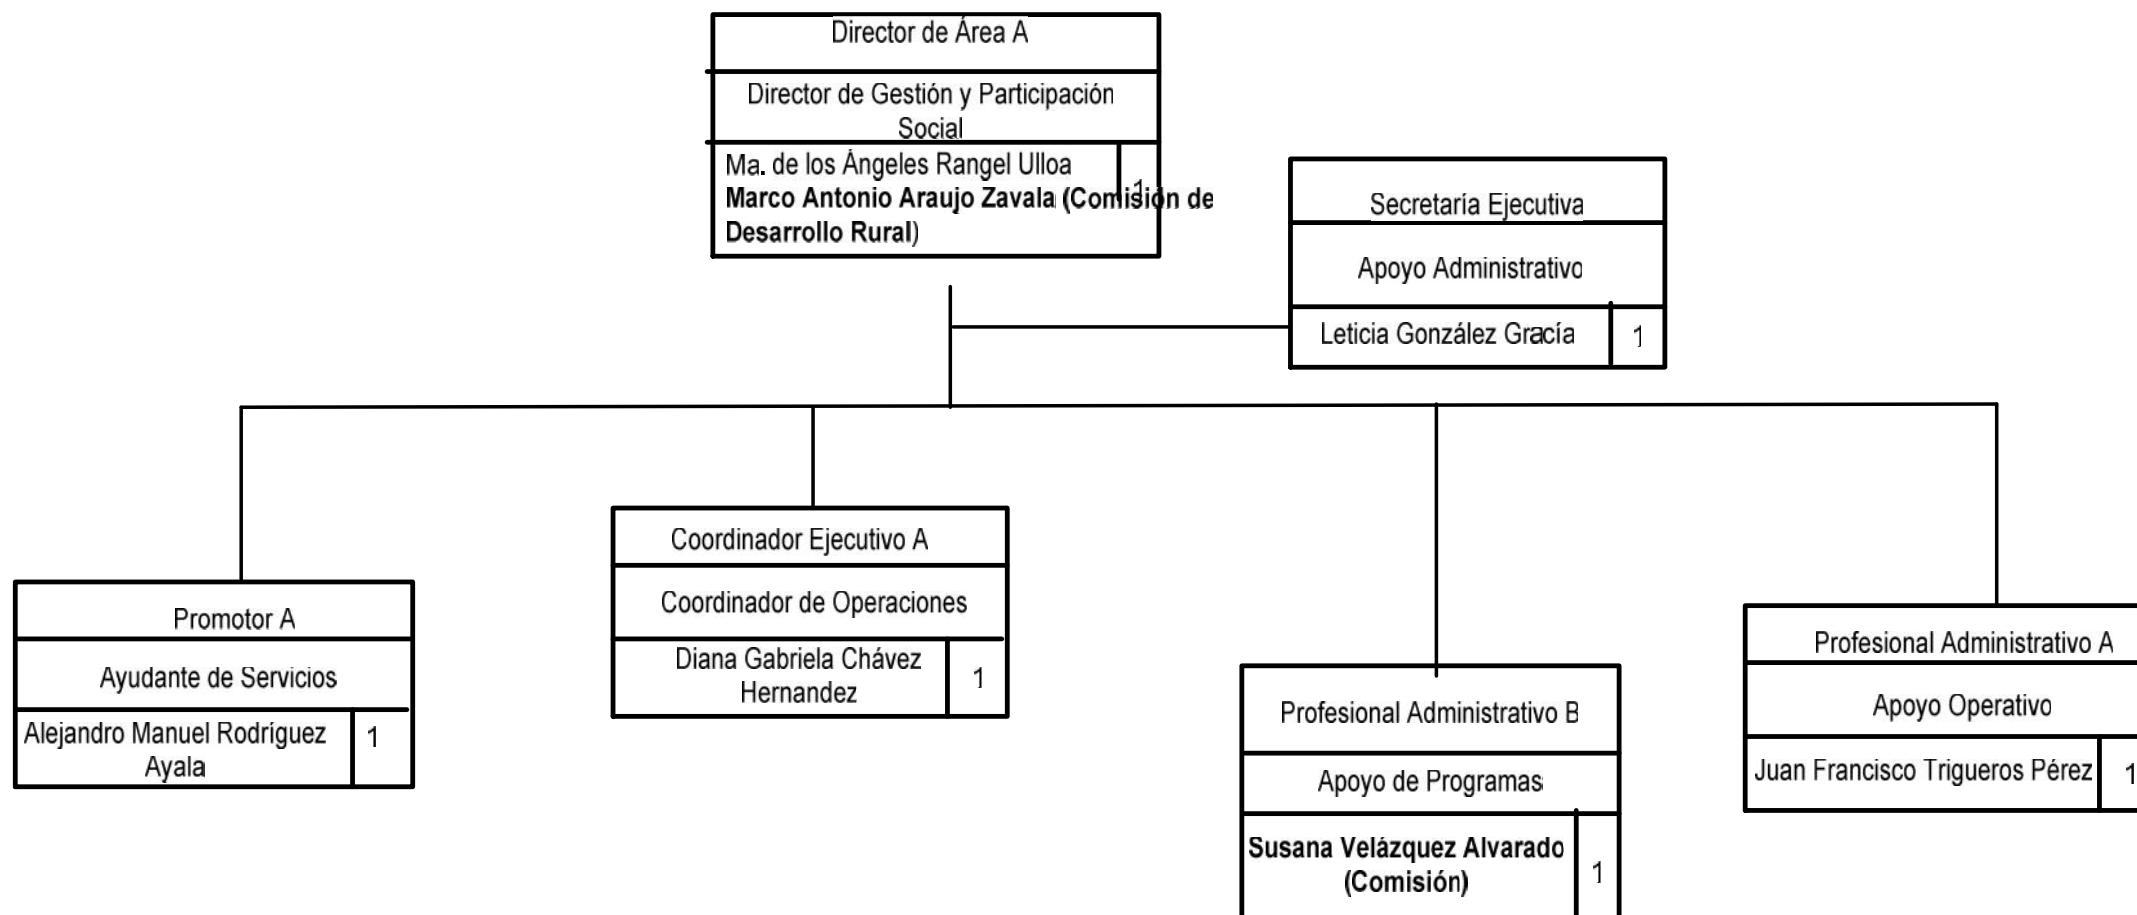 Director de Área A
Director de Gestión y Participación
Social
Ma. de los Ángeles Rangel Ulloa
1
Marco Antonio Araujo Zavala (Comisión de
Desarrollo Rural)
Secretaría Ejecutiva
Apoyo Administrativo
Leticia González Gracía
1
Promotor A
Ayudante de Servicios
Alejandro Manuel Rodríguez
Ayala
1
Coordinador Ejecutivo A
Coordinador de Operaciones
Diana Gabriela Chávez
Hernandez
1
Profesional Administrativo B
Apoyo de Programas
Susana Velázquez Alvarado
(Comisión)
1
Profesional Administrativo A
Apoyo Operativo
Juan Francisco Trigueros Pérez
1